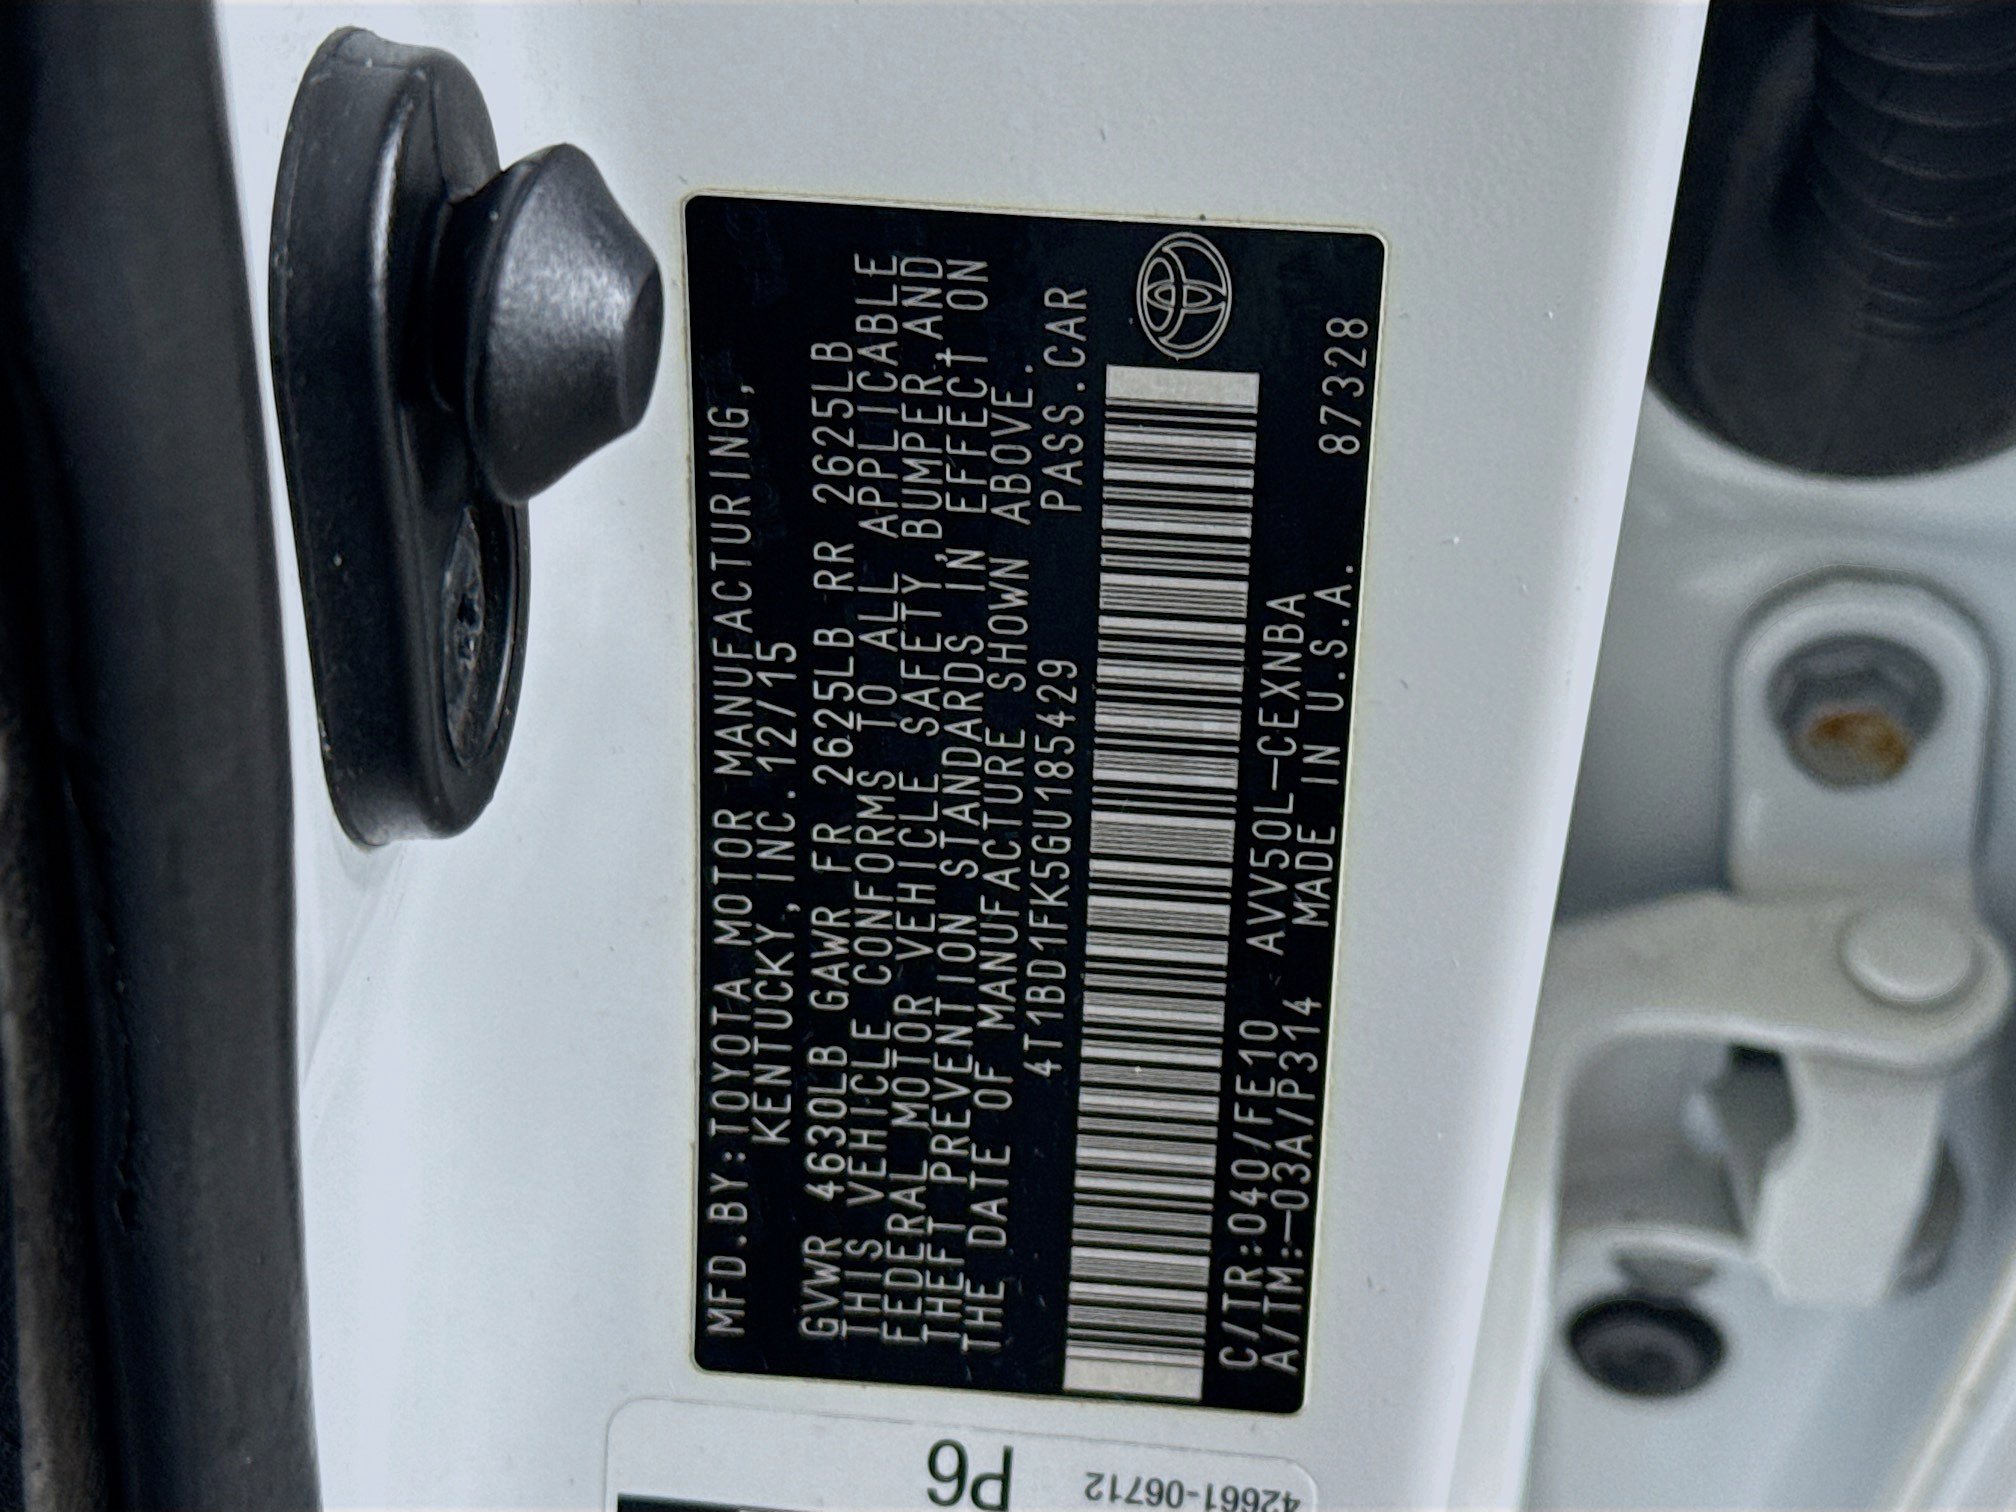 MFD.BY:TOYOTA MOTOR MANUFACTURING,
KENTUCKY, INC. 12/15
GVWR 4630LB GAWR FR 2625LB RR 2625LB
THIS VEHICLE CONFORMS TO ALL APPLICABLE
FEDERAL MOTOR VEHICLE SAFETY,BUMPER,AND
THEFT PREVENTION STANDARDS IN EFFECT ON
THE DATE OF MANUFACTURE SHOWN ABOVE.
4T1BD1FK5GU185429 PASS.CAR
C/TR:040/FE10 AVV50L-CEXNBA
A/TM:-03A/P314 MADE IN U.S.A. 87328
P6
42661-06712